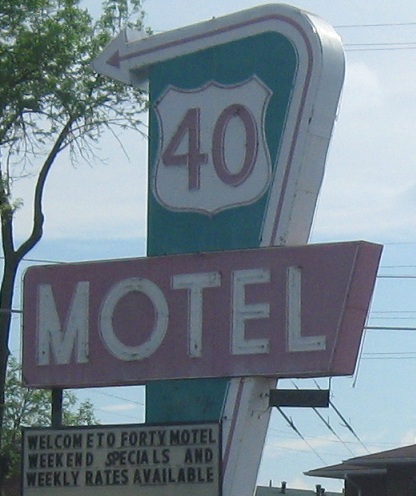 40
MOTEL
WELCOME TO FORTY MOTEL
WEEKEND SPECIALS AND
WEEKLY RATES AVAILABLE